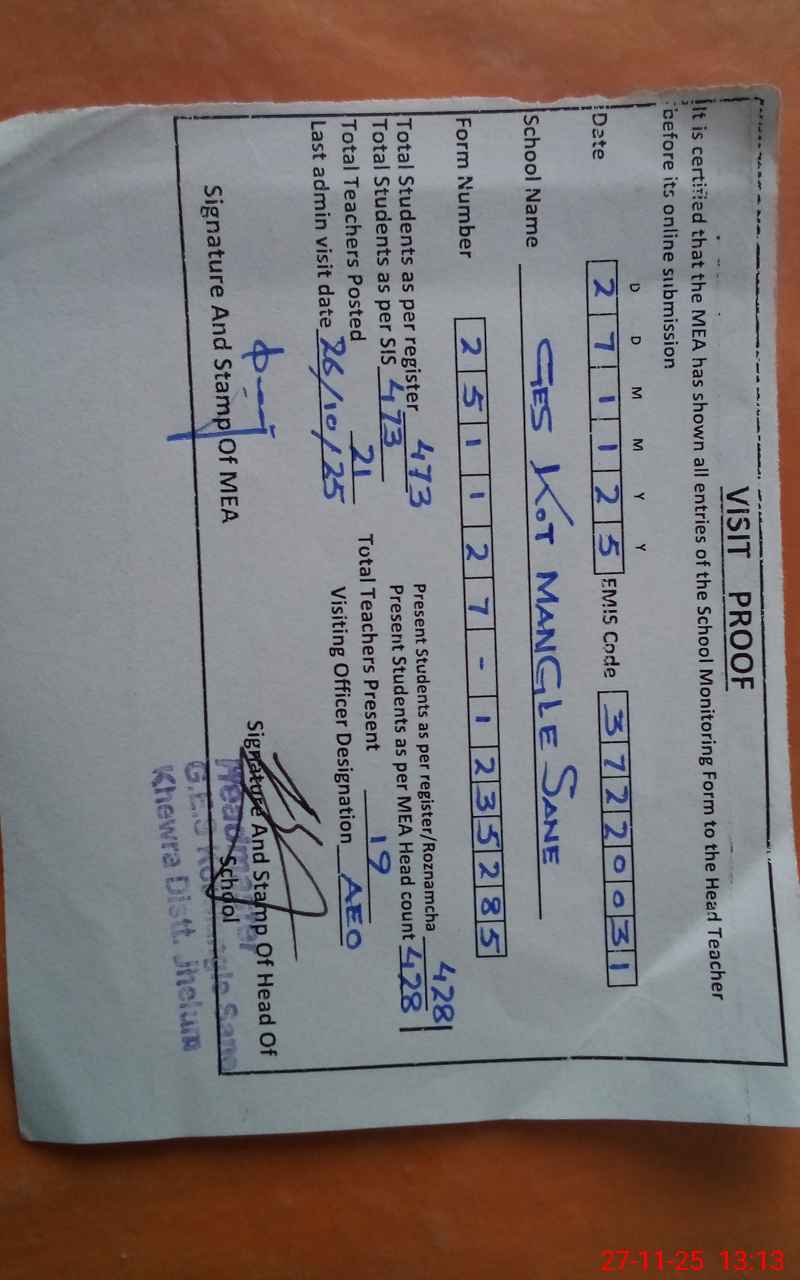 VISIT PROOF
It is certified that the MEA has shown all entries of the School Monitoring Form to the Head Teacher
before its online submission
D D M M Y Y
Date 2 7 1 1 2 5 EMIS Code 3 7 2 2 0 0 3 1
School Name GES KOT MANGLE SANE
Form Number 2 5 1 1 2 7 - 1 2 3 5 2 8 5
Total Students as per register 473 Present Students as per register/Roznamcha 428
Total Students as per SIS 473 Present Students as per MEA Head count 428
Total Teachers Posted 21 Total Teachers Present 19
Last admin visit date 26/10/25 Visiting Officer Designation AEO
Signature And Stamp Of MEA Signature And Stamp Of Head Of
School
Headmaster
G.E.S Kot Mangle Sane
Khewra Distt. Jhelum
27-11-25 13:13